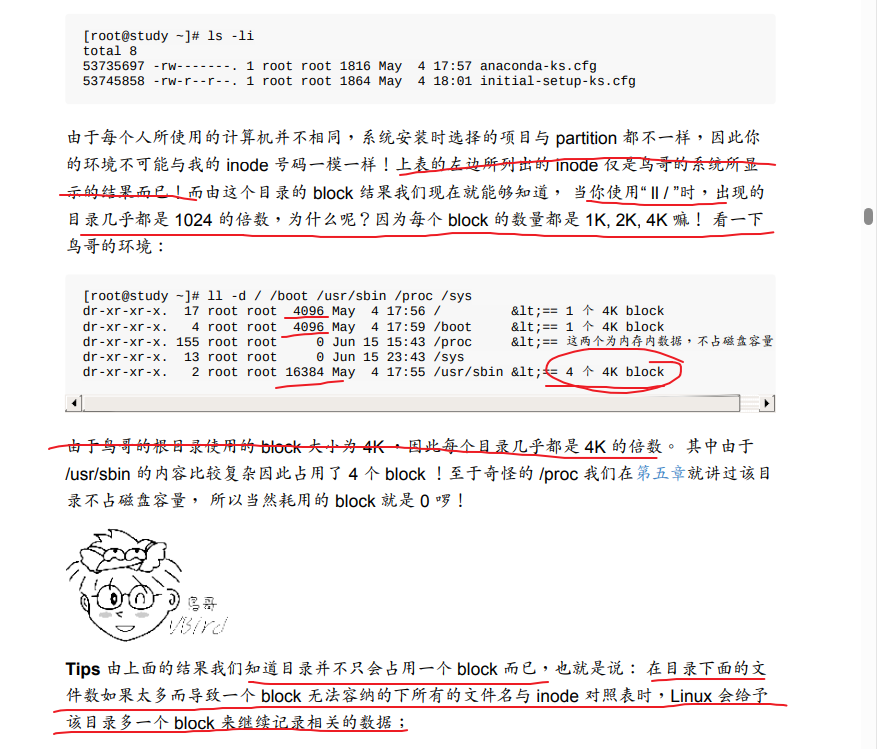 [root@study ~]# ls -li
total 8
53735697 -rw-------. 1 root root 1816 May  4 17:57 anaconda-ks.cfg
53745858 -rw-r--r--. 1 root root 1864 May  4 18:01 initial-setup-ks.cfg
由于每个人所使用的计算机并不相同，系统安装时选择的项目与 partition 都不一样，因此你
的环境不可能与我的 inode 号码一模一样！上表的左边所列出的 inode 仅是鸟哥的系统所显
示的结果而已！而由这个目录的 block 结果我们现在就能够知道， 当你使用“ ll / ”时，出现的
目录几乎都是 1024 的倍数，为什么呢？因为每个 block 的数量都是 1K, 2K, 4K 嘛！ 看一下
鸟哥的环境：
[root@study ~]# ll -d / /boot /usr/sbin /proc /sys
dr-xr-xr-x.  17 root root  4096 May  4 17:56 /         &lt;== 1 个 4K block
dr-xr-xr-x.   4 root root  4096 May  4 17:59 /boot     &lt;== 1 个 4K block
dr-xr-xr-x. 155 root root     0 Jun 15 15:43 /proc     &lt;== 这两个为内存内数据，不占磁盘容量
dr-xr-xr-x.  13 root root     0 Jun 15 23:43 /sys
dr-xr-xr-x.   2 root root 16384 May  4 17:55 /usr/sbin &lt;== 4 个 4K block
由于鸟哥的根目录使用的 block 大小为 4K ，因此每个目录几乎都是 4K 的倍数。 其中由于
/usr/sbin 的内容比较复杂因此占用了 4 个 block ！至于奇怪的 /proc 我们在第五章就讲过该目
录不占磁盘容量， 所以当然耗用的 block 就是 0 啰！
鸟哥
VBird
Tips 由上面的结果我们知道目录并不只会占用一个 block 而已，也就是说： 在目录下面的文
件数如果太多而导致一个 block 无法容纳的下所有的文件名与 inode 对照表时，Linux 会给予
该目录多一个 block 来继续记录相关的数据；